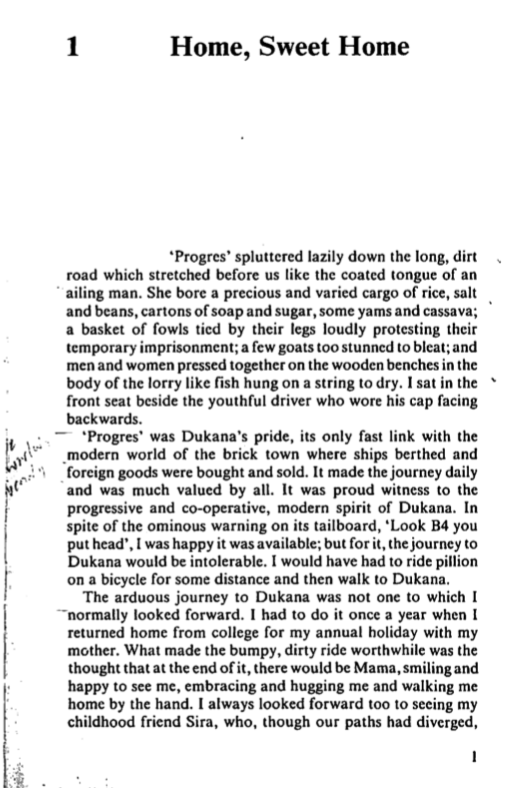 1 Home, Sweet Home
‘Progres’ spluttered lazily down the long, dirt
road which stretched before us like the coated tongue of an
ailing man. She bore a precious and varied cargo of rice, salt
and beans, cartons of soap and sugar, some yams and cassava;
a basket of fowls tied by their legs loudly protesting their
temporary imprisonment; a few goats too stunned to bleat; and
men and women pressed together on the wooden benches in the
body of the lorry like fish hung on a string to dry. I sat in the
front seat beside the youthful driver who wore his cap facing
backwards.
‘Progres’ was Dukana’s pride, its only fast link with the
modern world of the brick town where ships berthed and
foreign goods were bought and sold. It made the journey daily
and was much valued by all. It was proud witness to the
progressive and co-operative, modern spirit of Dukana. In
spite of the ominous warning on its tailboard, ‘Look B4 you
put head’, I was happy it was available; but for it, the journey to
Dukana would be intolerable. I would have had to ride pillion
on a bicycle for some distance and then walk to Dukana.
The arduous journey to Dukana was not one to which I
normally looked forward. I had to do it once a year when I
returned home from college for my annual holiday with my
mother. What made the bumpy, dirty ride worthwhile was the
thought that at the end of it, there would be Mama, smiling and
happy to see me, embracing and hugging me and walking me
home by the hand. I always looked forward too to seeing my
childhood friend Sira, who, though our paths had diverged,
1